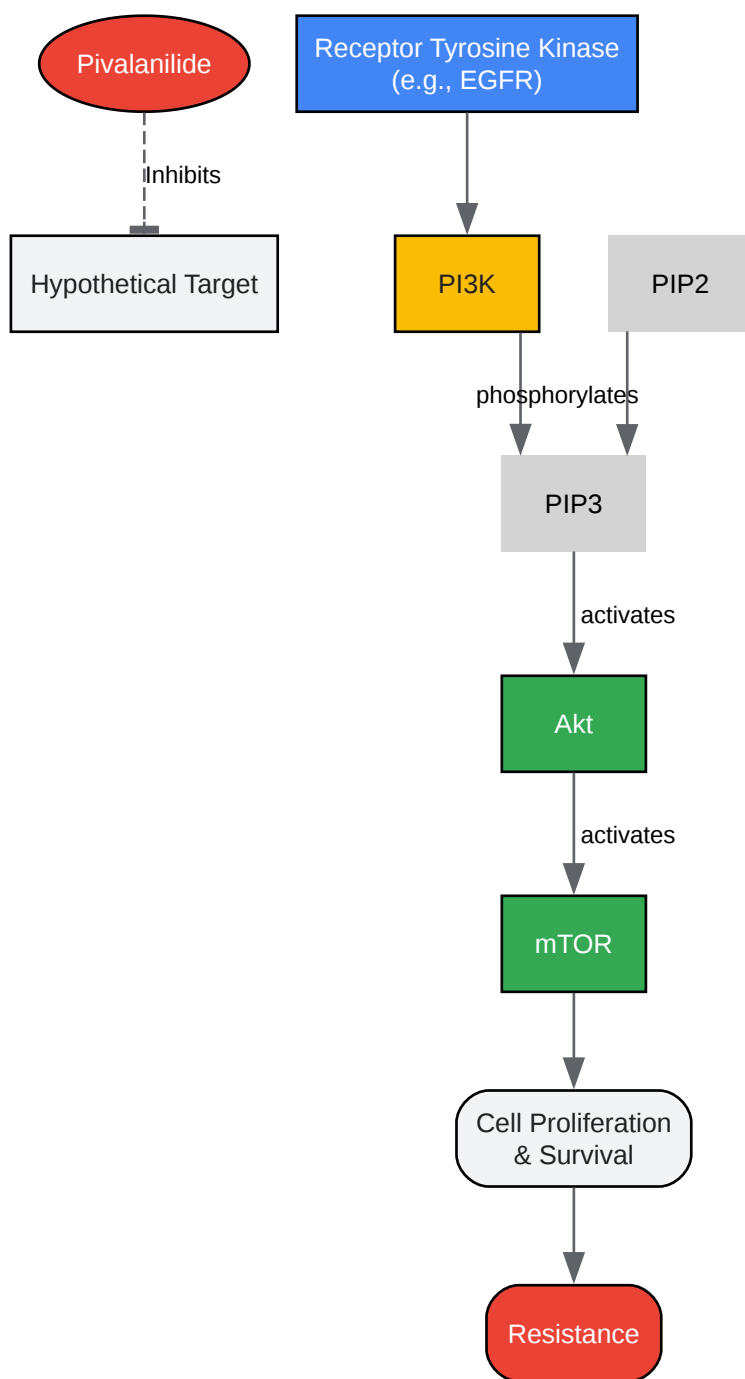 Pivalanilide
Receptor Tyrosine Kinase
(e.g., EGFR)
Inhibits
Hypothetical Target
PI3K
PIP2
phosphorylates
PIP3
activates
Akt
activates
mTOR
Cell Proliferation
& Survival
Resistance